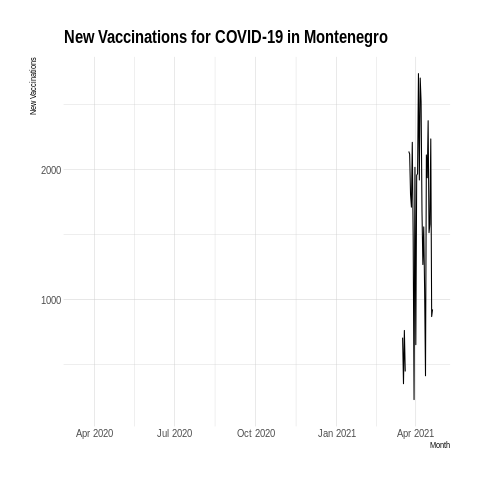 New Vaccinations for COVID-19 in Montenegro
New Vaccinations
2000
1000
Apr 2020 Jul 2020 Oct 2020 Jan 2021 Apr 2021
Month